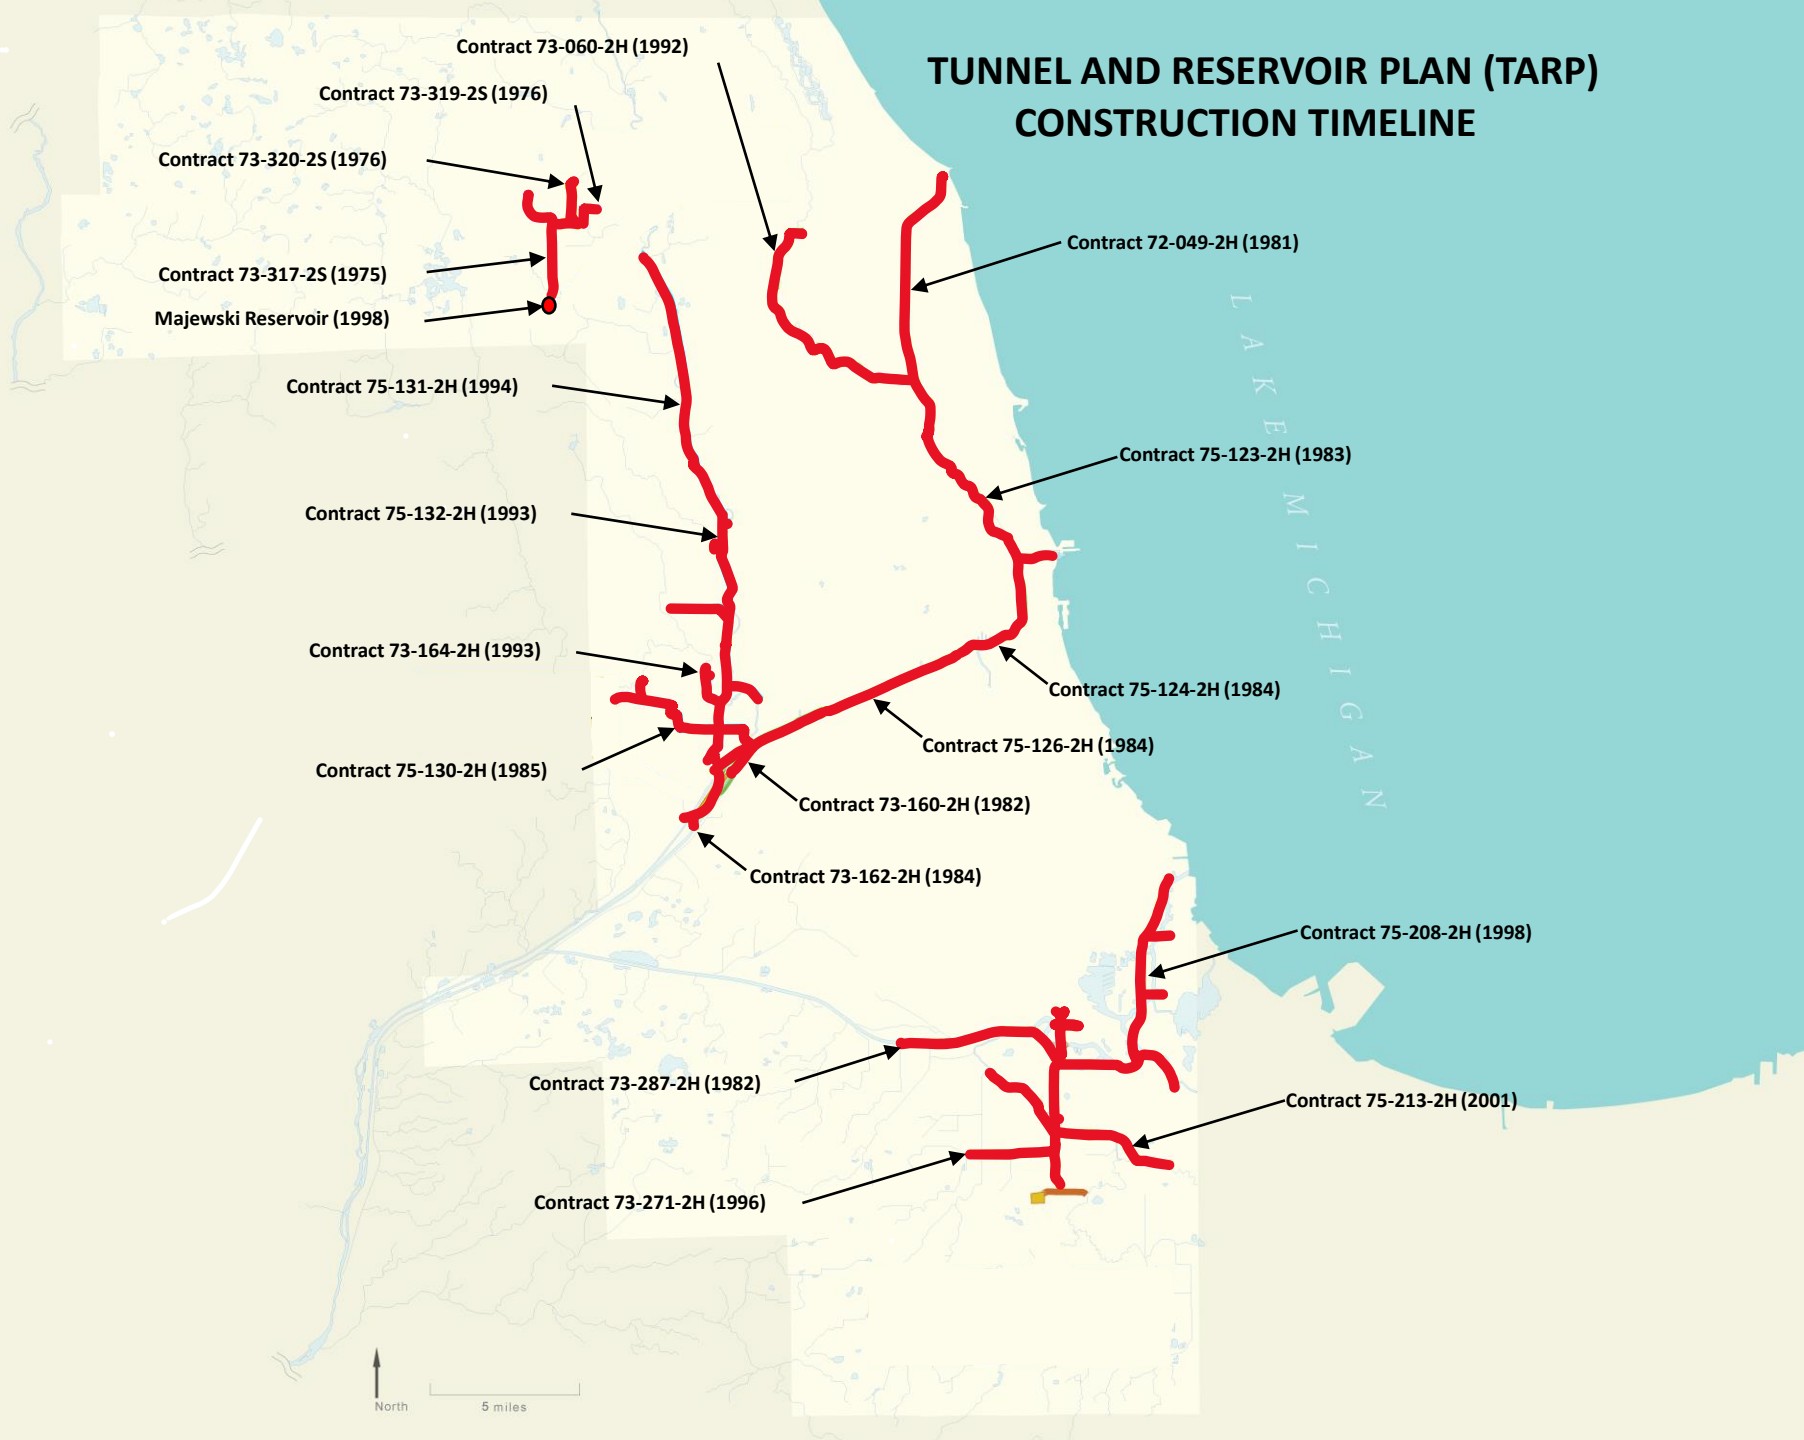 TUNNEL AND RESERVOIR PLAN (TARP)
CONSTRUCTION TIMELINE
Contract 73-060-2H (1992)
Contract 73-319-2S (1976)
Contract 73-320-2S (1976)
Contract 72-049-2H (1981)
Contract 73-317-2S (1975)
Majewski Reservoir (1998)
Contract 75-131-2H (1994)
Contract 75-123-2H (1983)
Contract 75-132-2H (1993)
LAKE MICHIGAN
Contract 73-164-2H (1993)
Contract 75-124-2H (1984)
Contract 75-126-2H (1984)
Contract 75-130-2H (1985)
Contract 73-160-2H (1982)
Contract 73-162-2H (1984)
Contract 75-208-2H (1998)
Contract 73-287-2H (1982)
Contract 75-213-2H (2001)
Contract 73-271-2H (1996)
North
5 miles